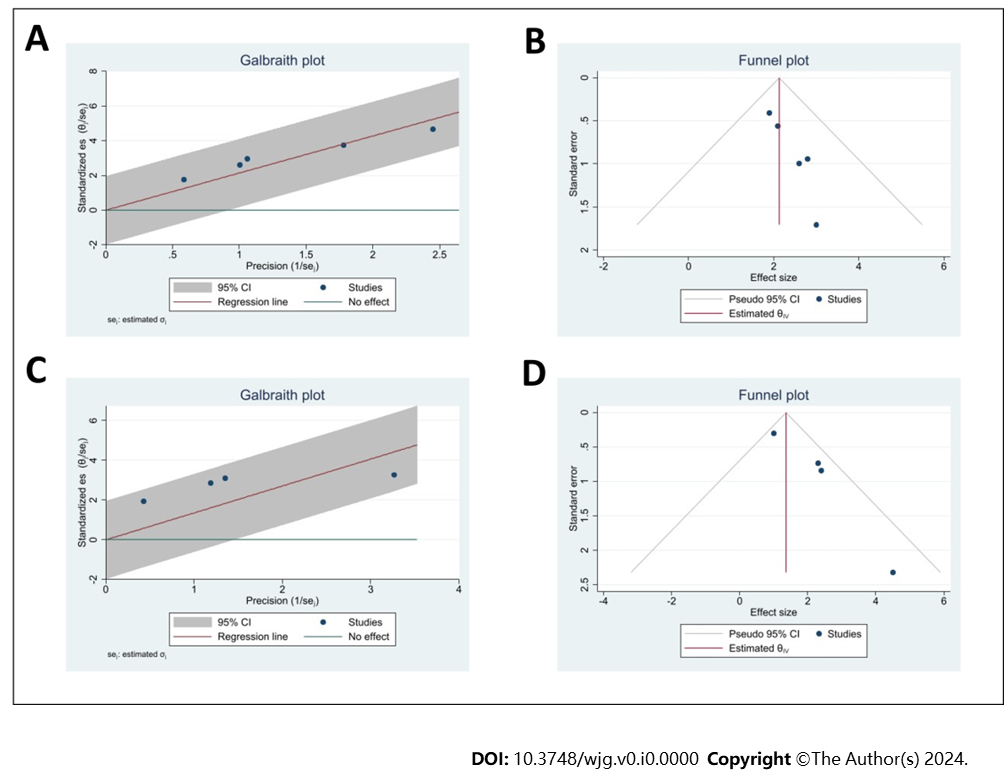 A
Galbraith plot
Standardized es (θ̂ⱼ/seⱼ)
8
6
4
2
0
-2
0 .5 1 1.5 2 2.5
Precision (1/seⱼ)
95% CI Studies
Regression line No effect
seⱼ: estimated σ̂ⱼ
B
Funnel plot
Standard error
0
.5
1
1.5
2
-2 0 2 4 6
Effect size
Pseudo 95% CI Studies
Estimated θIV
C
Galbraith plot
Standardized es (θ̂ⱼ/seⱼ)
6
4
2
0
-2
0 1 2 3 4
Precision (1/seⱼ)
95% CI Studies
Regression line No effect
seⱼ: estimated σ̂ⱼ
D
Funnel plot
Standard error
0
.5
1
1.5
2
2.5
-4 -2 0 2 4 6
Effect size
Pseudo 95% CI Studies
Estimated θIV
DOI: 10.3748/wjg.v0.i0.0000 Copyright ©The Author(s) 2024.